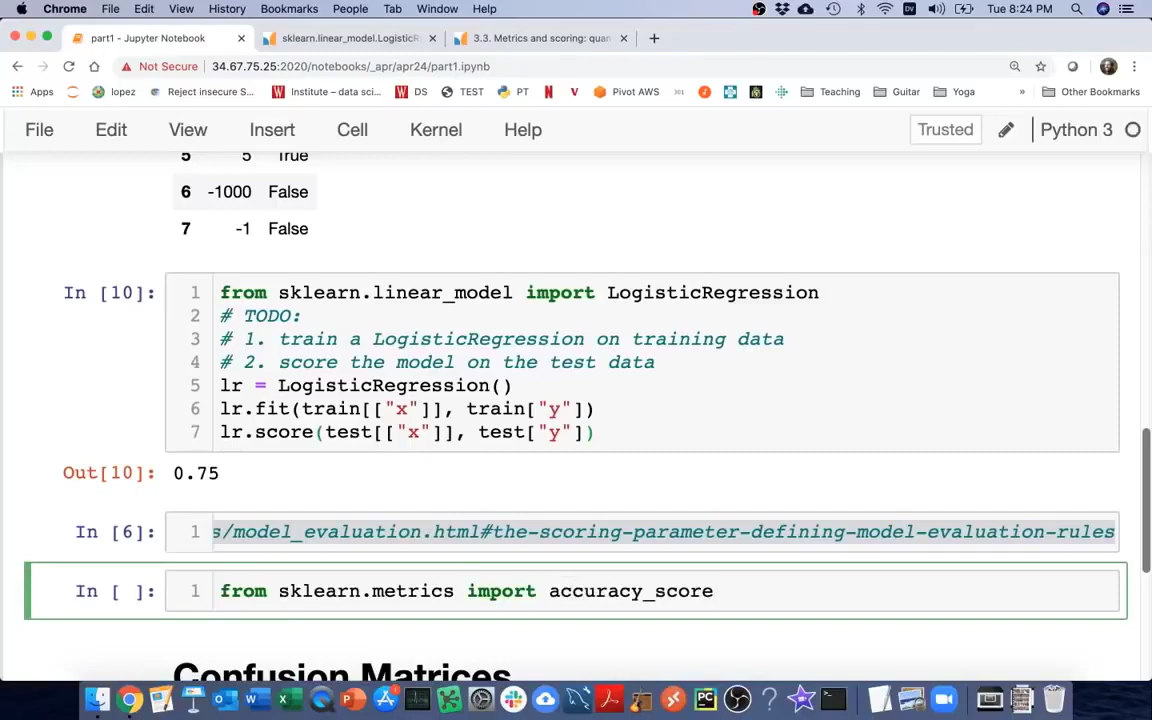 Chrome File Edit View History Bookmarks People Tab Window Help Tue 8:24 PM
part1 - Jupyter Notebook sklearn.linear_model.LogisticR 3.3. Metrics and scoring: quan
Not Secure 34.67.75.25:2020/notebooks/_apr/apr24/part1.ipynb
Apps lopez Reject insecure S... Institute – data sci... DS TEST PT Pivot AWS 301 Teaching Guitar Yoga » Other Bookmarks
File Edit View Insert Cell Kernel Help Trusted Python 3
5 5 True
6 -1000 False
7 -1 False
In [10]: 1 from sklearn.linear_model import LogisticRegression
2 # TODO:
3 # 1. train a LogisticRegression on training data
4 # 2. score the model on the test data
5 lr = LogisticRegression()
6 lr.fit(train[["x"]], train["y"])
7 lr.score(test[["x"]], test["y"])
Out[10]: 0.75
In [6]: 1 s/model_evaluation.html#the-scoring-parameter-defining-model-evaluation-rules
In [ ]: 1 from sklearn.metrics import accuracy_score
Confusion Matrices